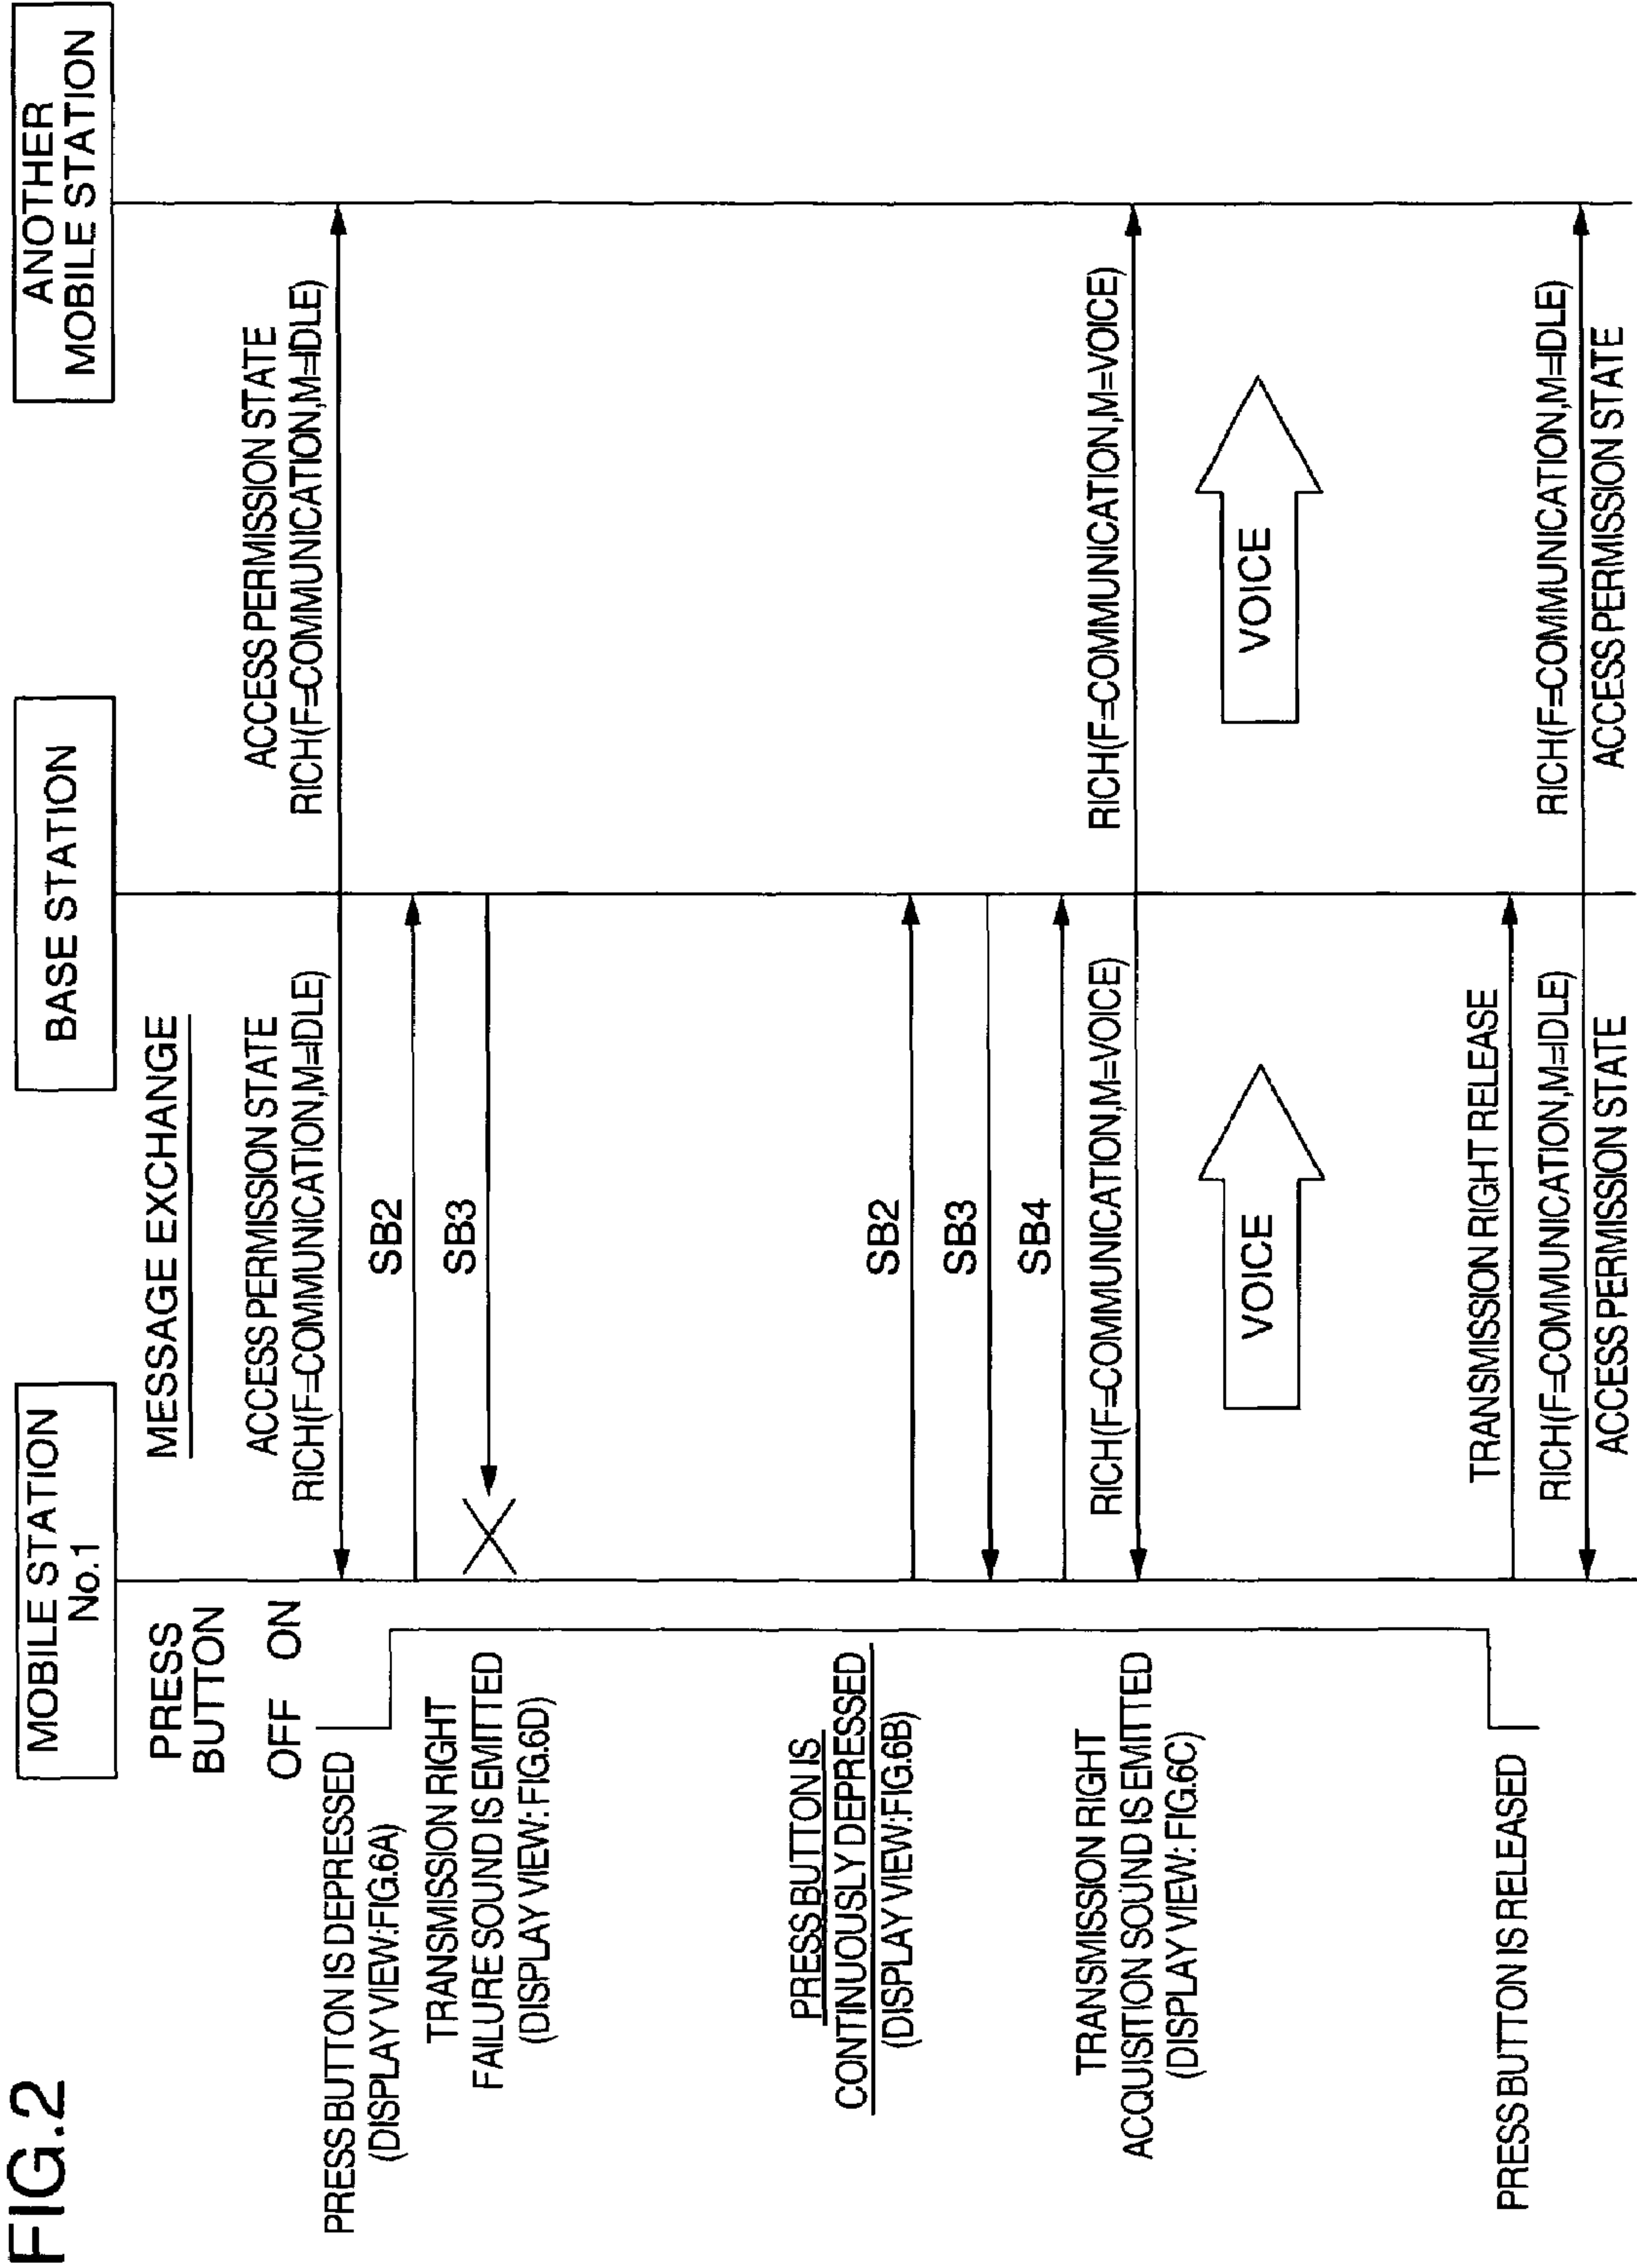 FIG.2
MOBILE STATION
No.1
BASE STATION
ANOTHER
MOBILE STATION
PRESS
BUTTON
MESSAGE EXCHANGE
OFF ON
ACCESS PERMISSION STATE
RICH(F=COMMUNICATION,M=IDLE)
ACCESS PERMISSION STATE
RICH(F=COMMUNICATION,M=IDLE)
PRESS BUTTON IS DEPRESSED
(DISPLAY VIEW:FIG.6A)
SB2
TRANSMISSION RIGHT
FAILURE SOUND IS EMITTED
(DISPLAY VIEW:FIG.6D)
SB3
PRESS BUTTON IS
CONTINUOUSLY DEPRESSED
(DISPLAY VIEW:FIG.6B)
SB2
SB3
SB4
TRANSMISSION RIGHT
ACQUISITION SOUND IS EMITTED
(DISPLAY VIEW:FIG.6C)
RICH(F=COMMUNICATION,M=VOICE)
RICH(F=COMMUNICATION,M=VOICE)
VOICE
VOICE
PRESS BUTTON IS RELEASED
TRANSMISSION RIGHT RELEASE
RICH(F=COMMUNICATION,M=IDLE)
ACCESS PERMISSION STATE
RICH(F=COMMUNICATION,M=IDLE)
ACCESS PERMISSION STATE